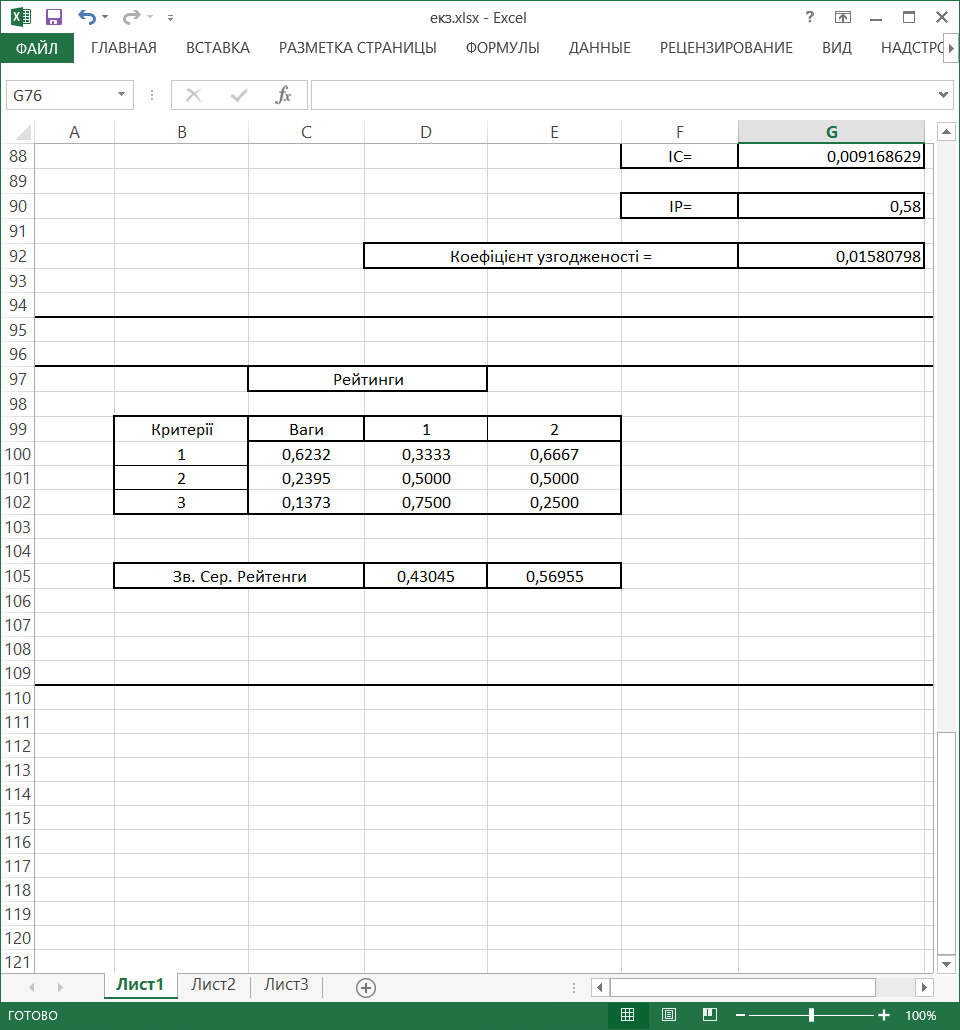 екз.xlsx - Excel
?
ФАЙЛ ГЛАВНАЯ ВСТАВКА РАЗМЕТКА СТРАНИЦЫ ФОРМУЛЫ ДАННЫЕ РЕЦЕНЗИРОВАНИЕ ВИД НАДСТРО
G76 fx
A B C D E F G
88 ІС= 0,009168629
89
90 ІР= 0,58
91
92 Коефіцієнт узгодженості = 0,01580798
93
94
95
96
97 Рейтинги
98
99 Критерії Ваги 1 2
100 1 0,6232 0,3333 0,6667
101 2 0,2395 0,5000 0,5000
102 3 0,1373 0,7500 0,2500
103
104
105 Зв. Сер. Рейтенги 0,43045 0,56955
106
107
108
109
110
111
112
113
114
115
116
117
118
119
120
121
Лист1 Лист2 Лист3
ГОТОВО 100%